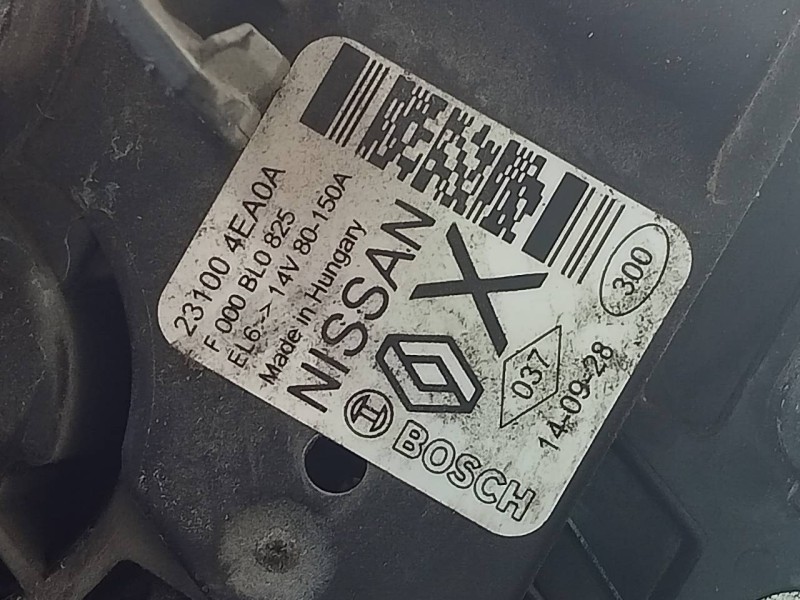 23100 4EA0A
F 000 BL0 825
EL6-> 14V 80-150A
Made in Hungary
NISSAN
X
BOSCH
300
037
14-09-28